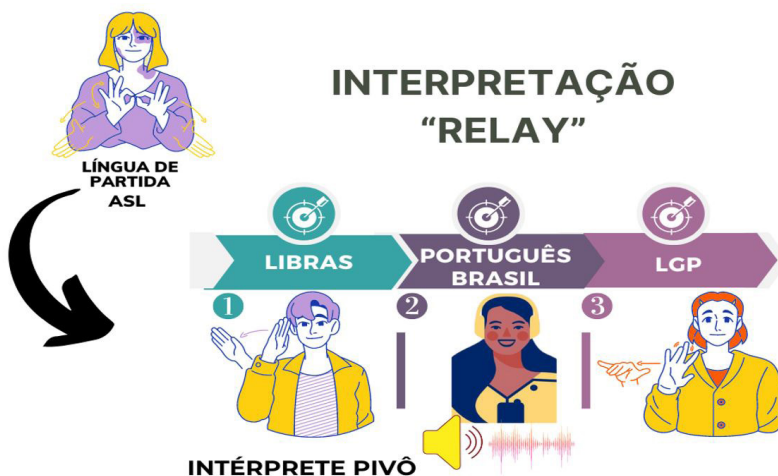 INTERPRETAÇÃO
“RELAY”
LÍNGUA DE
PARTIDA
ASL
LIBRAS
PORTUGUÊS
BRASIL
LGP
1
2
3
INTÉRPRETE PIVÔ